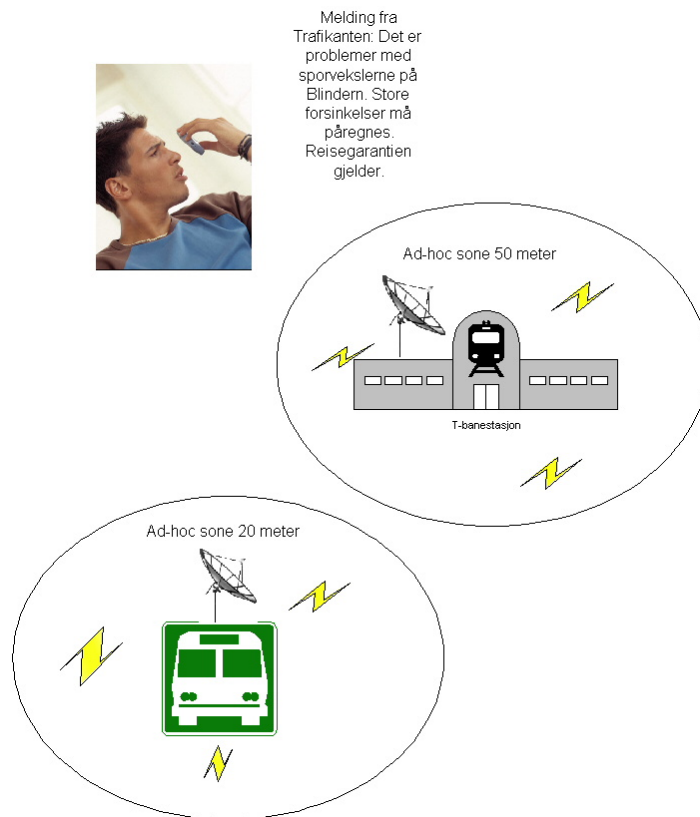 Melding fra
Trafikanten: Det er
problemer med
sporvekslerne på
Blindern. Store
forsinkelser må
påregnes.
Reisegarantien
gjelder.
Ad-hoc sone 50 meter
T-banestasjon
Ad-hoc sone 20 meter